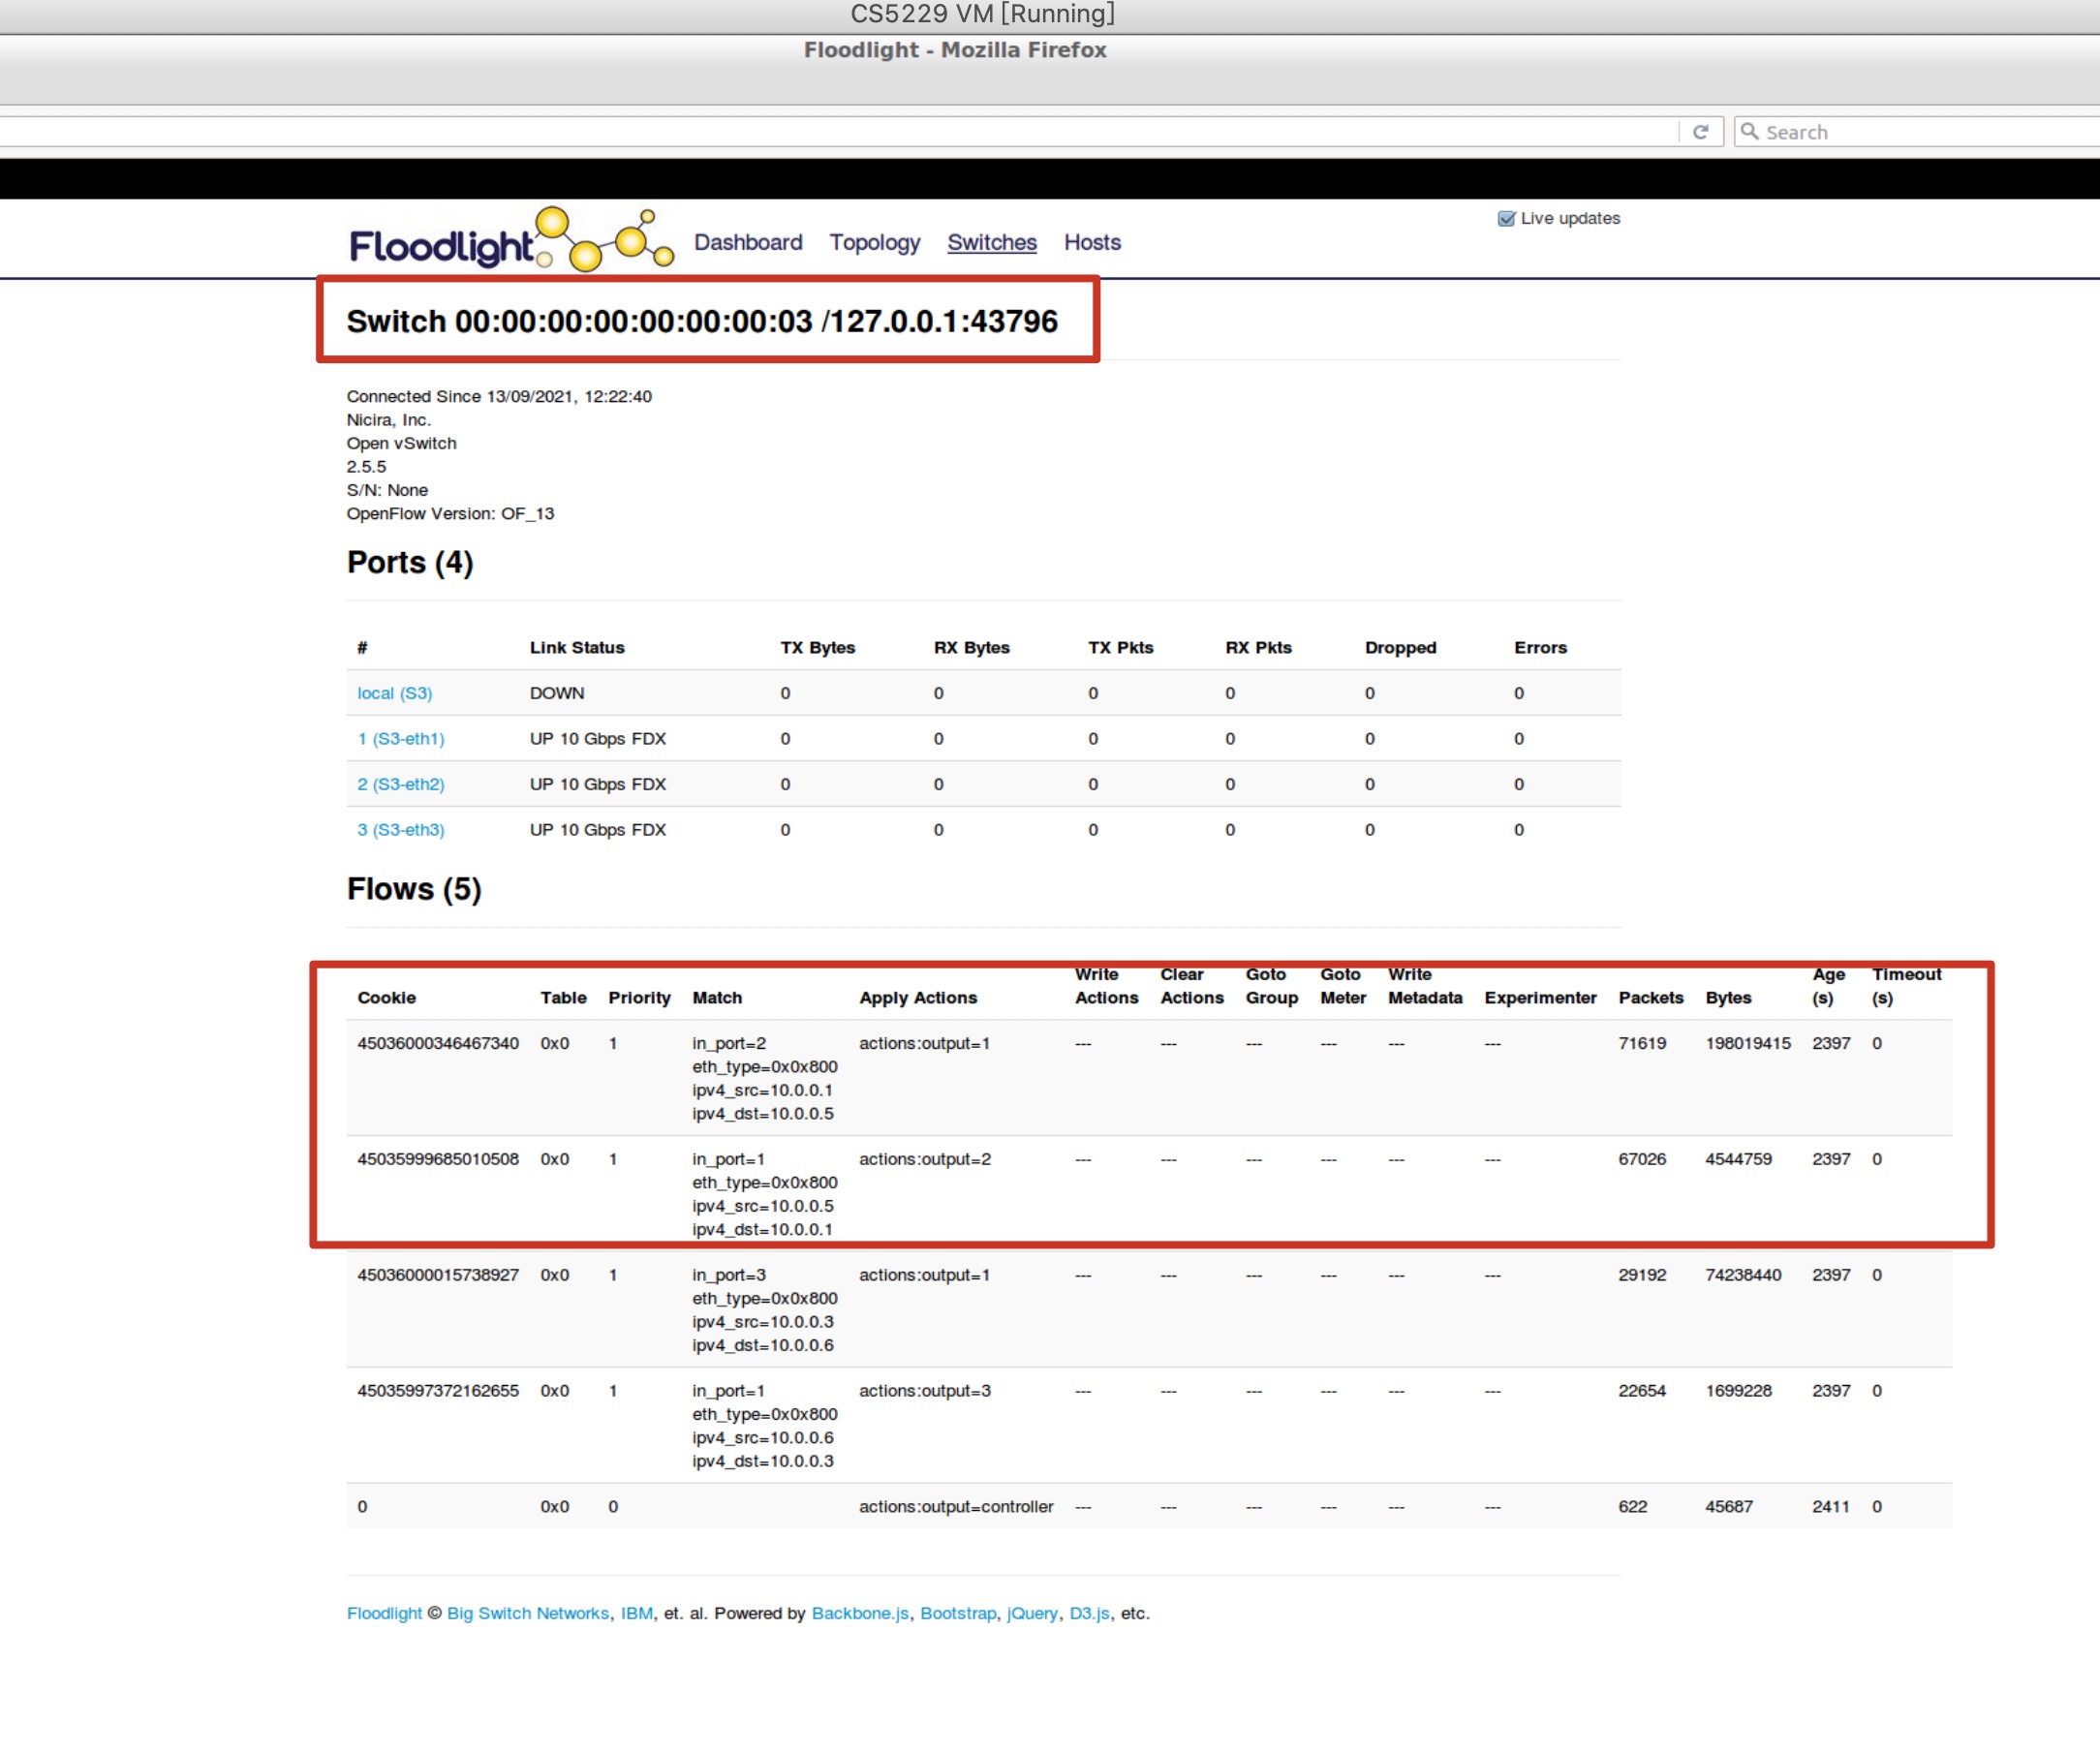 CS5229 VM [Running]
Floodlight - Mozilla Firefox
Search
Floodlight Dashboard Topology Switches Hosts Live updates
Switch 00:00:00:00:00:00:00:03 /127.0.0.1:43796
Connected Since 13/09/2021, 12:22:40
Nicira, Inc.
Open vSwitch
2.5.5
S/N: None
OpenFlow Version: OF_13
Ports (4)
# Link Status TX Bytes RX Bytes TX Pkts RX Pkts Dropped Errors
local (S3) DOWN 0 0 0 0 0 0
1 (S3-eth1) UP 10 Gbps FDX 0 0 0 0 0 0
2 (S3-eth2) UP 10 Gbps FDX 0 0 0 0 0 0
3 (S3-eth3) UP 10 Gbps FDX 0 0 0 0 0 0
Flows (5)
Write Clear Goto Goto Write Age Timeout
Cookie Table Priority Match Apply Actions Actions Actions Group Meter Metadata Experimenter Packets Bytes (s) (s)
45036000346467340 0x0 1 in_port=2 actions:output=1 --- --- --- --- --- --- 71619 198019415 2397 0
eth_type=0x0x800
ipv4_src=10.0.0.1
ipv4_dst=10.0.0.5
45035999685010508 0x0 1 in_port=1 actions:output=2 --- --- --- --- --- --- 67026 4544759 2397 0
eth_type=0x0x800
ipv4_src=10.0.0.5
ipv4_dst=10.0.0.1
45036000015738927 0x0 1 in_port=3 actions:output=1 --- --- --- --- --- --- 29192 74238440 2397 0
eth_type=0x0x800
ipv4_src=10.0.0.3
ipv4_dst=10.0.0.6
45035997372162655 0x0 1 in_port=1 actions:output=3 --- --- --- --- --- --- 22654 1699228 2397 0
eth_type=0x0x800
ipv4_src=10.0.0.6
ipv4_dst=10.0.0.3
0 0x0 0 actions:output=controller --- --- --- --- --- --- 622 45687 2411 0
Floodlight © Big Switch Networks, IBM, et. al. Powered by Backbone.js, Bootstrap, jQuery, D3.js, etc.